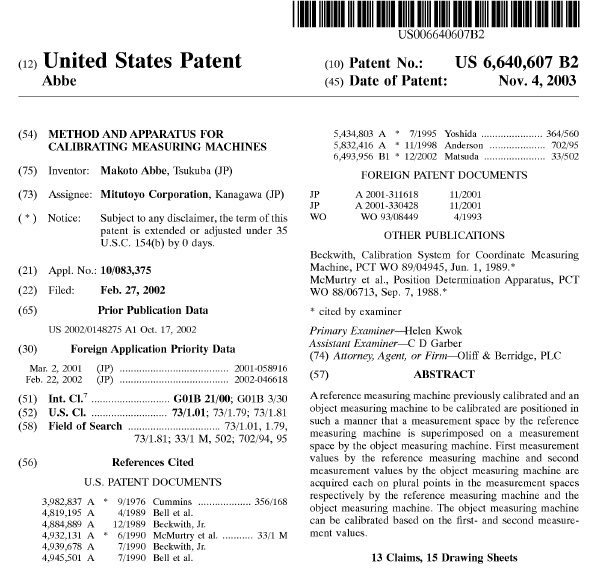 US006640607B2
(12) United States Patent
Abbe
(10) Patent No.: US 6,640,607 B2
(45) Date of Patent: Nov. 4, 2003
(54) METHOD AND APPARATUS FOR
CALIBRATING MEASURING MACHINES
(75) Inventor: Makoto Abbe, Tsukuba (JP)
(73) Assignee: Mitutoyo Corporation, Kanagawa (JP)
( * ) Notice: Subject to any disclaimer, the term of this
patent is extended or adjusted under 35
U.S.C. 154(b) by 0 days.
(21) Appl. No.: 10/083,375
(22) Filed: Feb. 27, 2002
(65) Prior Publication Data
US 2002/0148275 A1 Oct. 17, 2002
(30) Foreign Application Priority Data
Mar. 2, 2001 (JP) ........................................ 2001-058916
Feb. 22, 2002 (JP) ........................................ 2002-046618
(51) Int. Cl.7 ........................... G01B 21/00; G01B 3/30
(52) U.S. Cl. ........................ 73/1.01; 73/1.79; 73/1.81
(58) Field of Search ........................... 73/1.01, 1.79,
73/1.81; 33/1 M, 502; 702/94, 95
(56) References Cited
U.S. PATENT DOCUMENTS
3,982,837 A * 9/1976 Cummins .................. 356/168
4,819,195 A 4/1989 Bell et al.
4,884,889 A 12/1989 Beckwith, Jr.
4,932,131 A * 6/1990 McMurtry et al. ........... 33/1 M
4,939,678 A 7/1990 Beckwith, Jr.
4,945,501 A 7/1990 Bell et al.
5,434,803 A * 7/1995 Yoshida .................... 364/560
5,832,416 A * 11/1998 Anderson .................. 702/95
6,493,956 B1 * 12/2002 Matsuda .................... 33/502
FOREIGN PATENT DOCUMENTS
JP A 2001-311618 11/2001
JP A 2001-330428 11/2001
WO WO 93/08449 4/1993
OTHER PUBLICATIONS
Beckwith, Calibration System for Coordinate Measuring
Machine, PCT WO 89/04945, Jun. 1, 1989.*
McMurtry et al., Position Determination Apparatus, PCT
WO 88/06713, Sep. 7, 1988.*
* cited by examiner
Primary Examiner—Helen Kwok
Assistant Examiner—C D Garber
(74) Attorney, Agent, or Firm—Oliff & Berridge, PLC
(57) ABSTRACT
A reference measuring machine previously calibrated and an
object measuring machine to be calibrated are positioned in
such a manner that a measurement space by the reference
measuring machine is superimposed on a measurement
space by the object measuring machine. First measurement
values by the reference measuring machine and second
measurement values by the object measuring machine are
acquired each on plural points in the measurement spaces
respectively by the reference measuring machine and the
object measuring machine. The object measuring machine
can be calibrated based on the first- and second measure-
ment values.
13 Claims, 15 Drawing Sheets